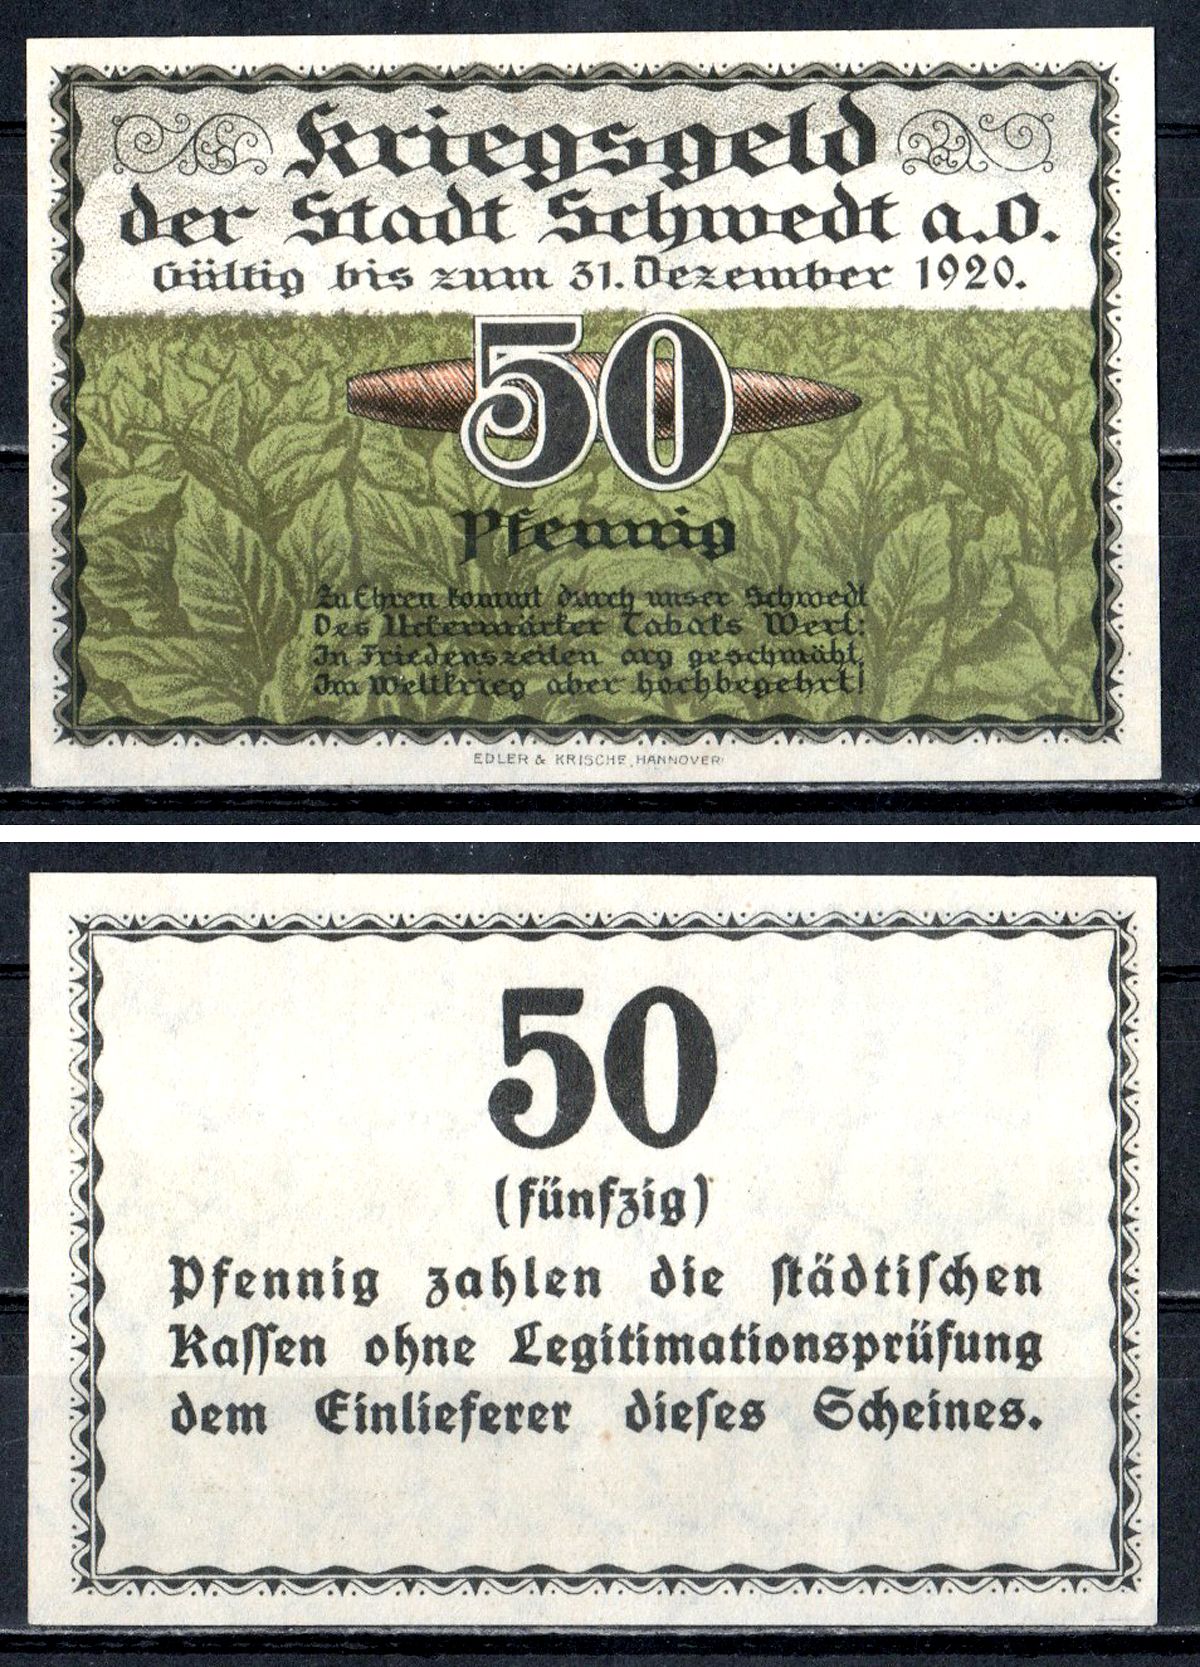 Kriegsgeld
der Stadt Schwedt a.O.
Gültig bis zum 31. Dezember 1920.
50
Pfennig
Zu Ehren kommt durch unser Schwedt
Des Uckermärker Tabaks Wert:
In Friedenszeiten arg geschmäht,
Im Weltkrieg aber hochbegehrt!
EDLER & KRISCHE, HANNOVER
50
(fünfzig)
Pfennig zahlen die ſtädtiſchen
Kaſſen ohne Legitimationsprüfung
dem Einlieferer dieſes Scheines.